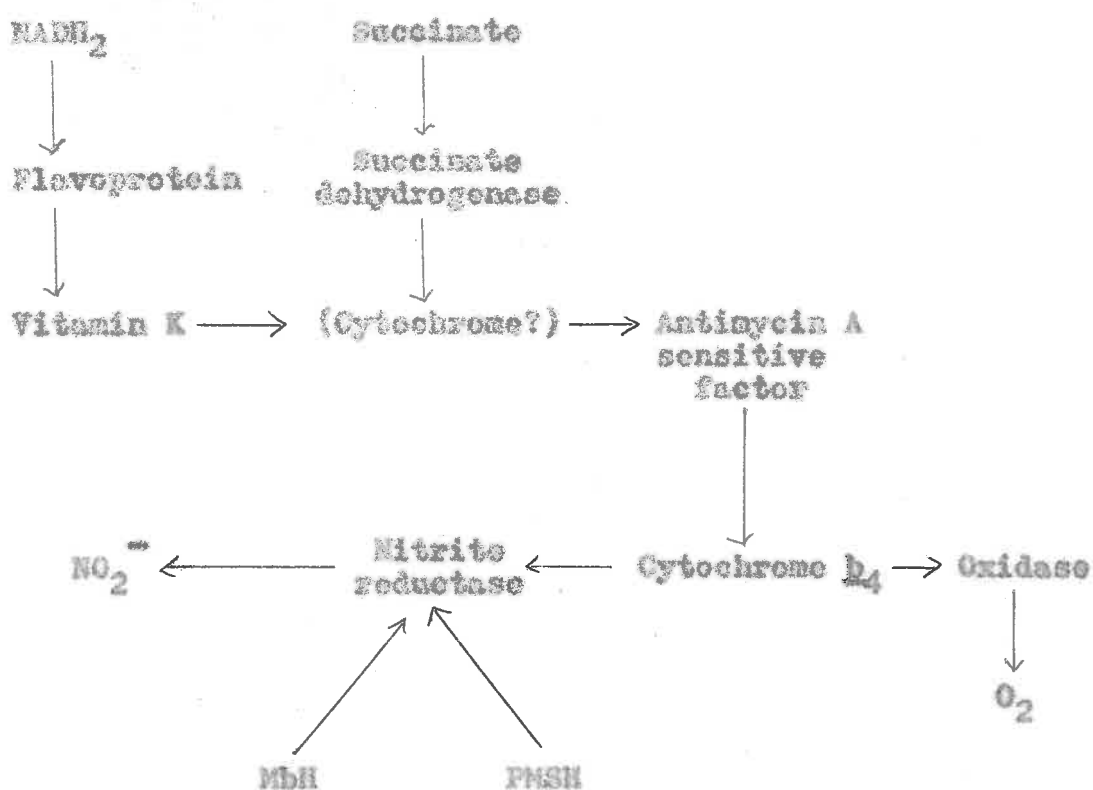 NADH2
Succinate
Flavoprotein
Succinate
dehydrogenase
Vitamin K
(Cytochrome?)
Antimycin A
sensitive
factor
NO2-
Nitrite
reductase
Cytochrome b4
Oxidase
O2
MbH
PMSH